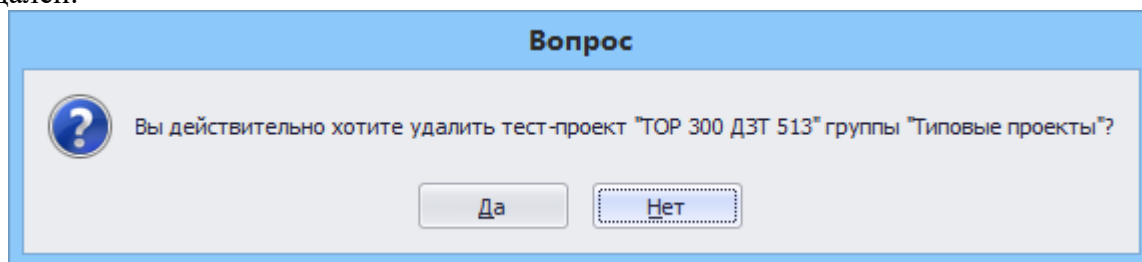 Вопрос
Вы действительно хотите удалить тест-проект "ТОР 300 ДЗТ 513" группы "Типовые проекты"?
Да
Нет